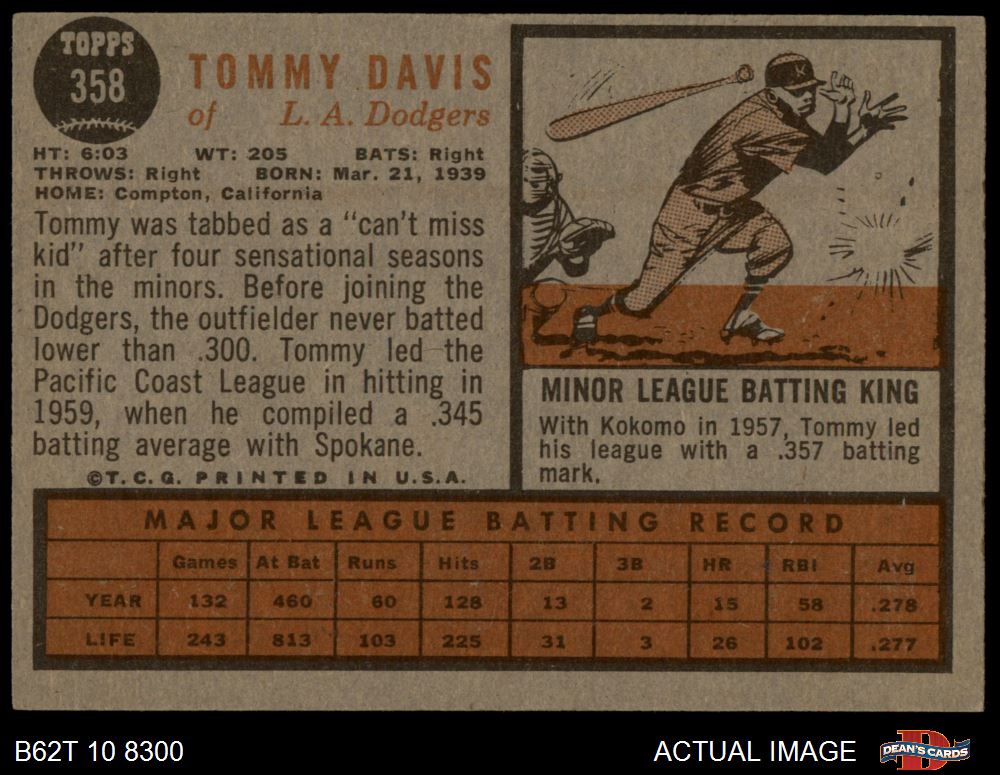 TOPPS
358
TOMMY DAVIS
of L. A. Dodgers
HT: 6:03 WT: 205 BATS: Right
THROWS: Right BORN: Mar. 21, 1939
HOME: Compton, California
Tommy was tabbed as a "can't miss
kid" after four sensational seasons
in the minors. Before joining the
Dodgers, the outfielder never batted
lower than .300. Tommy led the
Pacific Coast League in hitting in
1959, when he compiled a .345
batting average with Spokane.
©T. C. G. PRINTED IN U. S. A.
K
MINOR LEAGUE BATTING KING
With Kokomo in 1957, Tommy led
his league with a .357 batting
mark.
MAJOR LEAGUE BATTING RECORD
Games At Bat Runs Hits 2B 3B HR RBI Avg
YEAR 132 460 60 128 13 2 15 58 .278
LIFE 243 813 103 225 31 3 26 102 .277
B62T 10 8300
ACTUAL IMAGE
D
DEAN'S CARDS